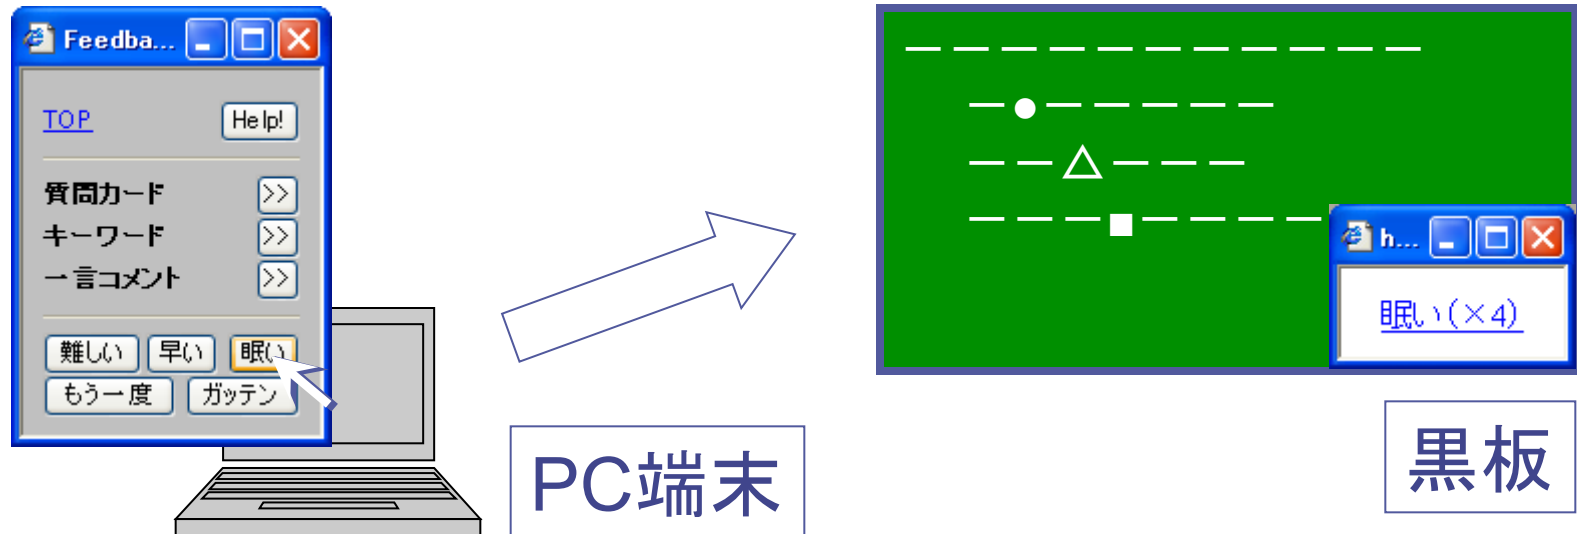 Feedba...
TOP
Help!
質問カード >>
キーワード >>
一言コメント >>
難しい 早い 眠い
もう一度 ガッテン
PC端末
h...
眠い(×4)
黒板